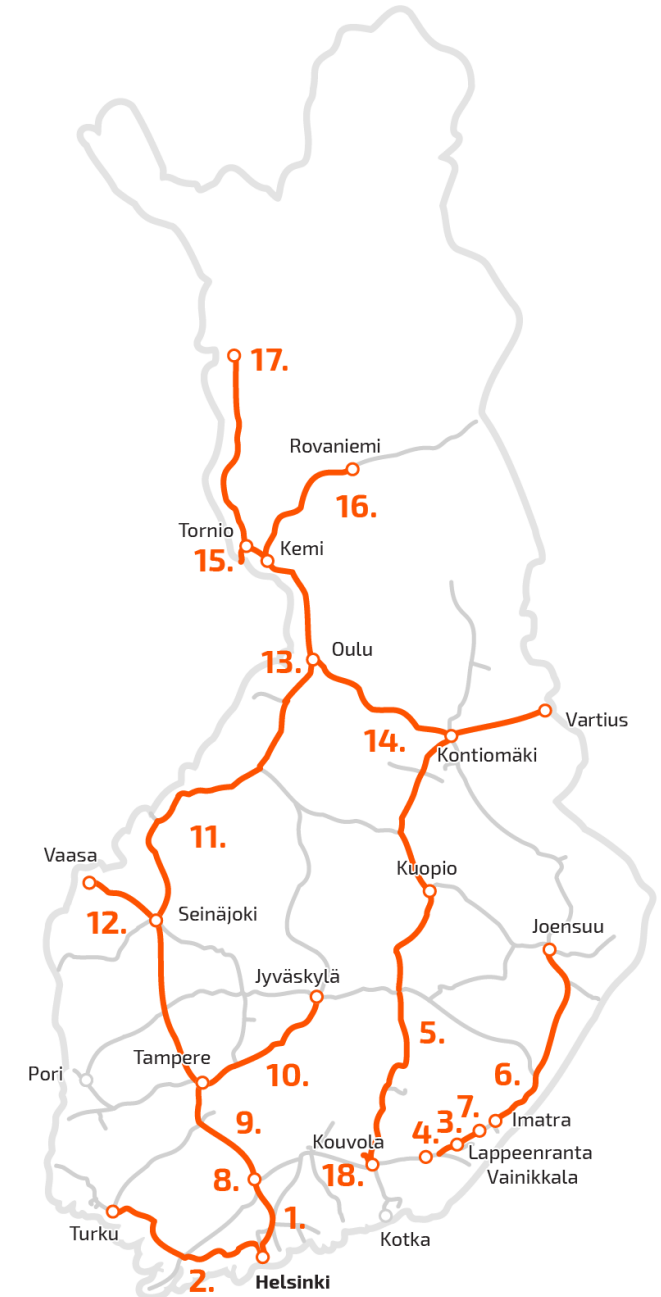 17.
Rovaniemi
16.
Tornio
Kemi
15.
Oulu
13.
Vartius
14.
Kontiomäki
11.
Vaasa
Kuopio
12.
Seinäjoki
Joensuu
Jyväskylä
5.
Tampere
Pori
10.
6.
7.
9.
3.
Imatra
4.
Kouvola
Lappeenranta
Vainikkala
8.
18.
1.
Turku
Kotka
2.
Helsinki